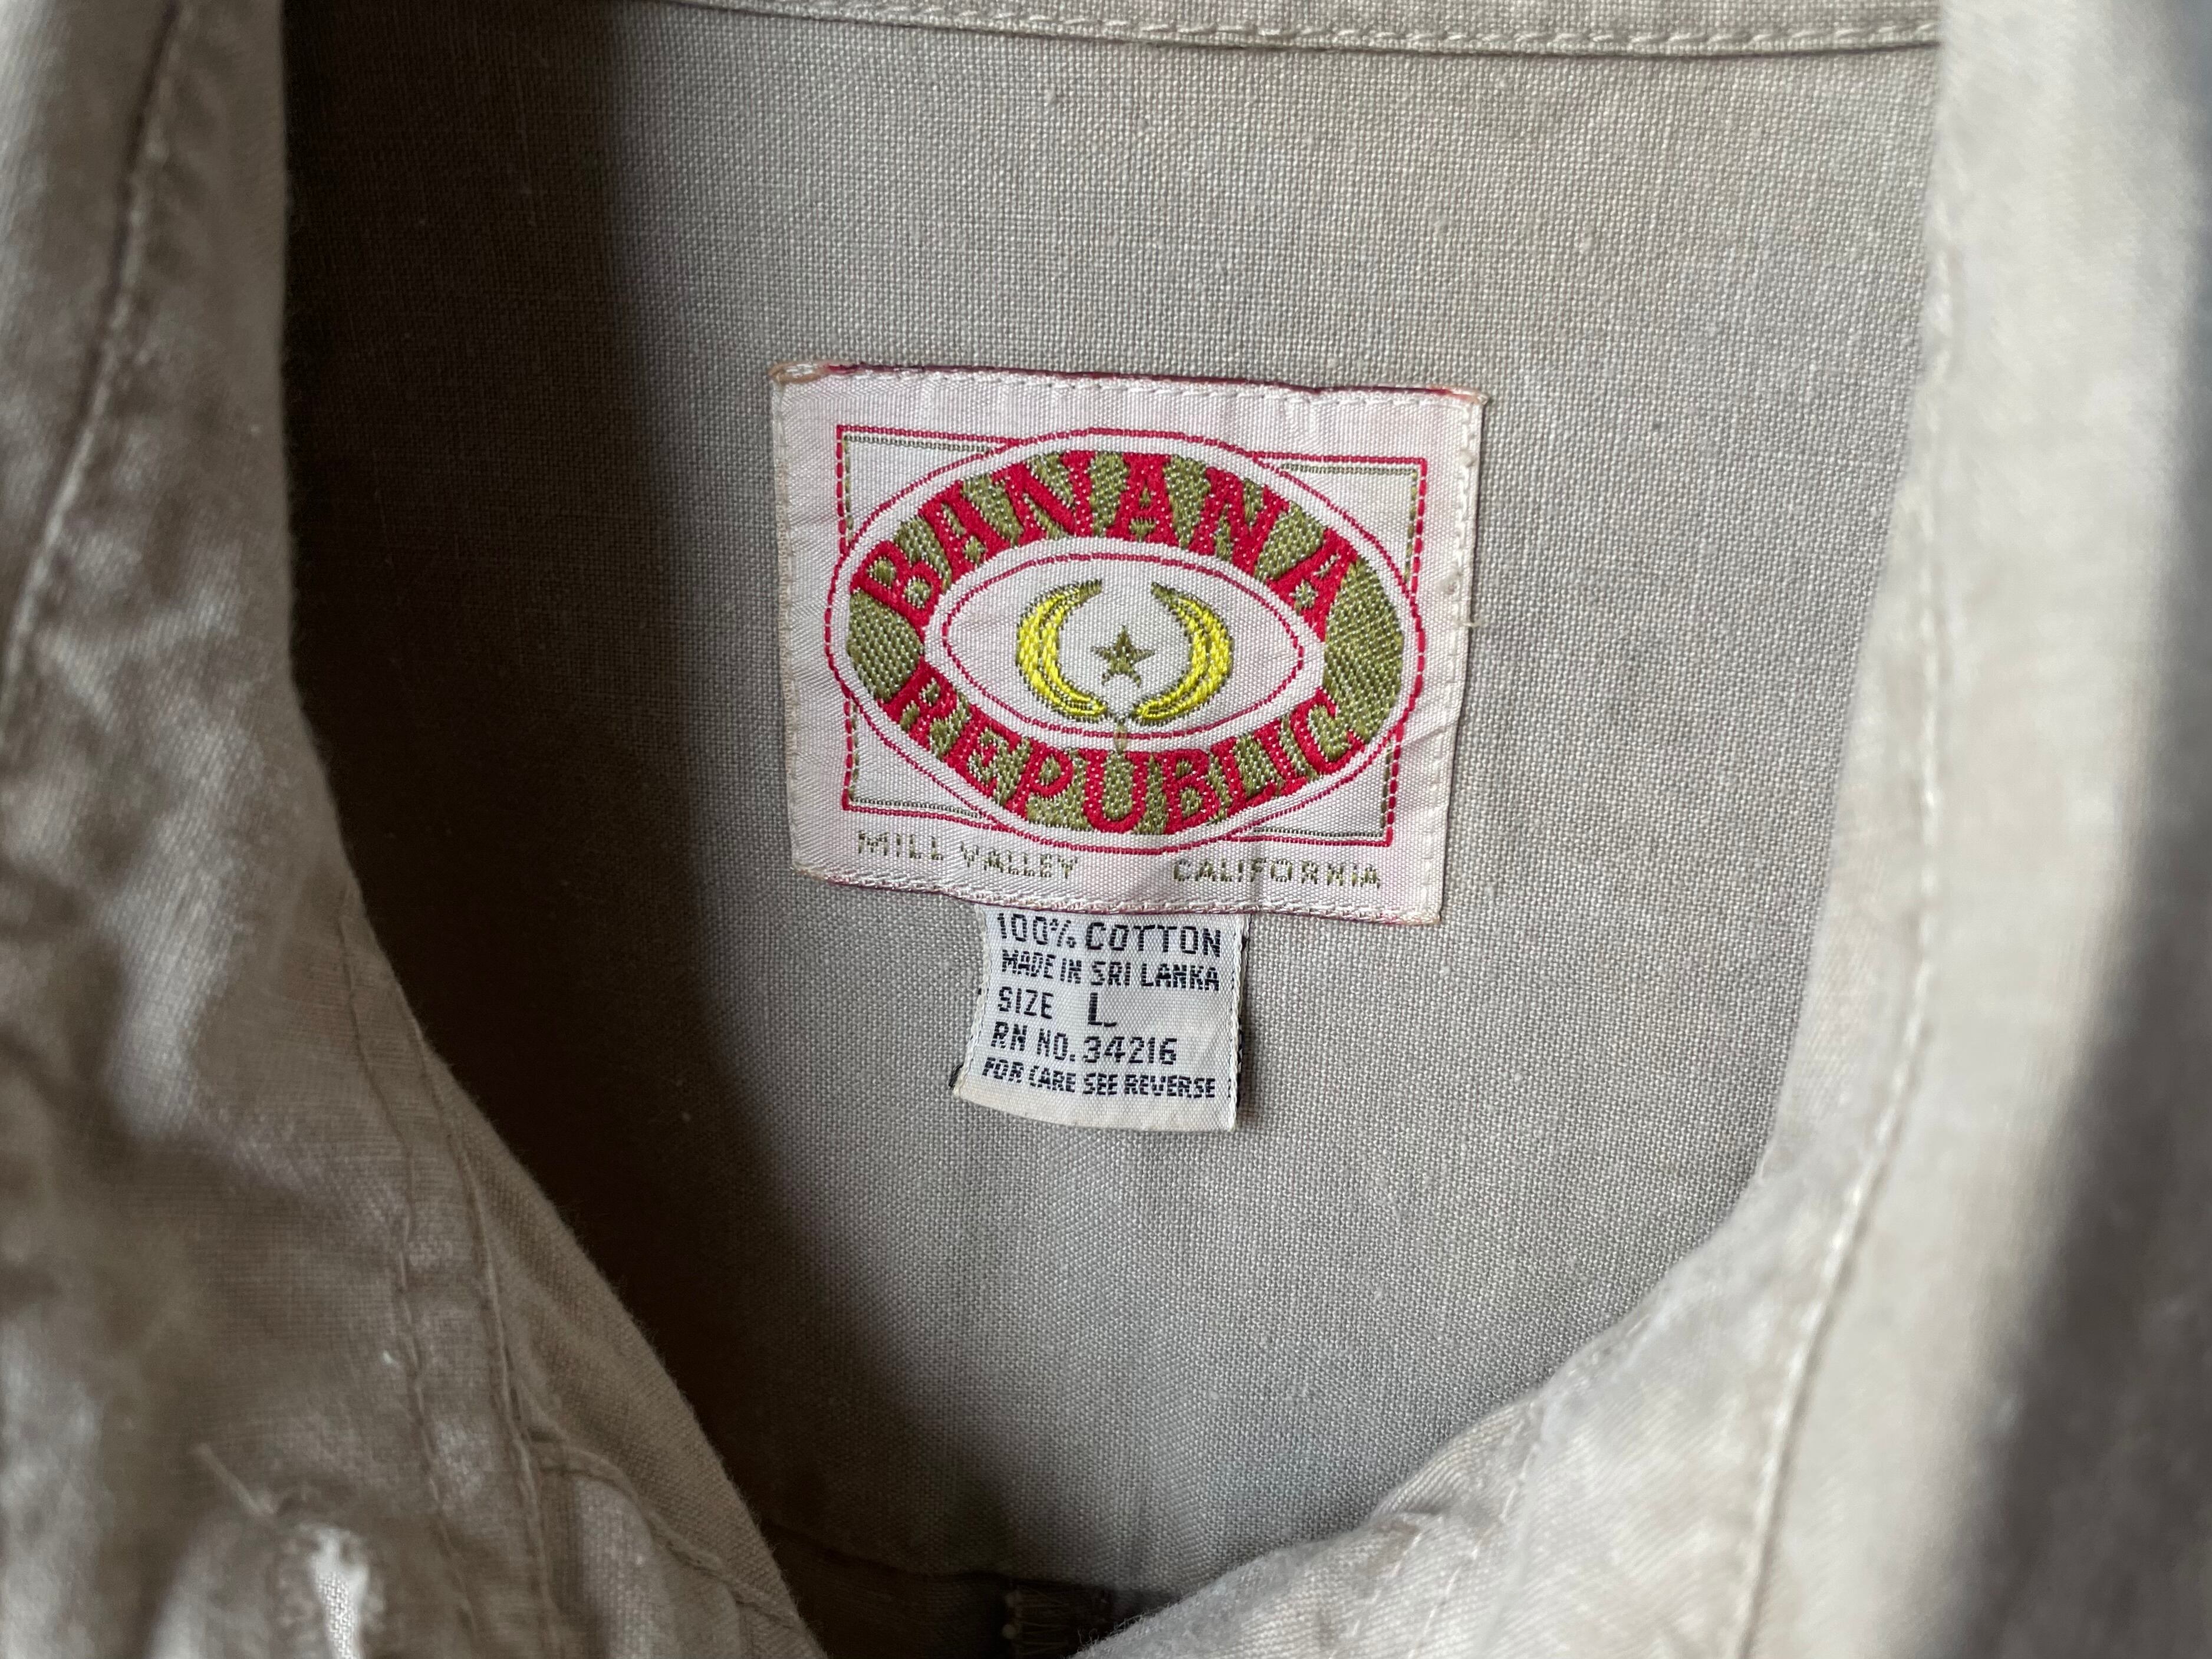 BANANA
REPUBLIC
MILL VALLEY CALIFORNIA
100% COTTON
MADE IN SRI LANKA
SIZE L
RN NO. 34216
FOR CARE SEE REVERSE